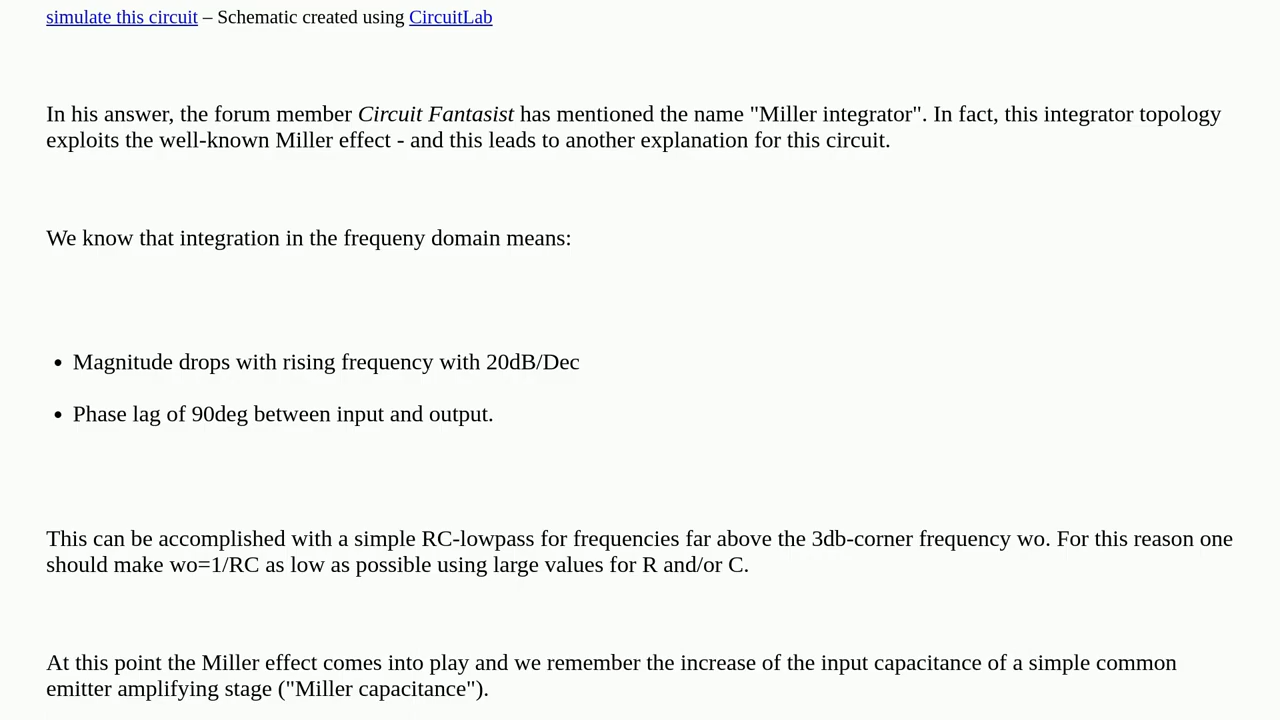 simulate this circuit – Schematic created using CircuitLab
In his answer, the forum member Circuit Fantasist has mentioned the name "Miller integrator". In fact, this integrator topology
exploits the well-known Miller effect - and this leads to another explanation for this circuit.
We know that integration in the frequeny domain means:
• Magnitude drops with rising frequency with 20dB/Dec
• Phase lag of 90deg between input and output.
This can be accomplished with a simple RC-lowpass for frequencies far above the 3db-corner frequency wo. For this reason one
should make wo=1/RC as low as possible using large values for R and/or C.
At this point the Miller effect comes into play and we remember the increase of the input capacitance of a simple common
emitter amplifying stage ("Miller capacitance").